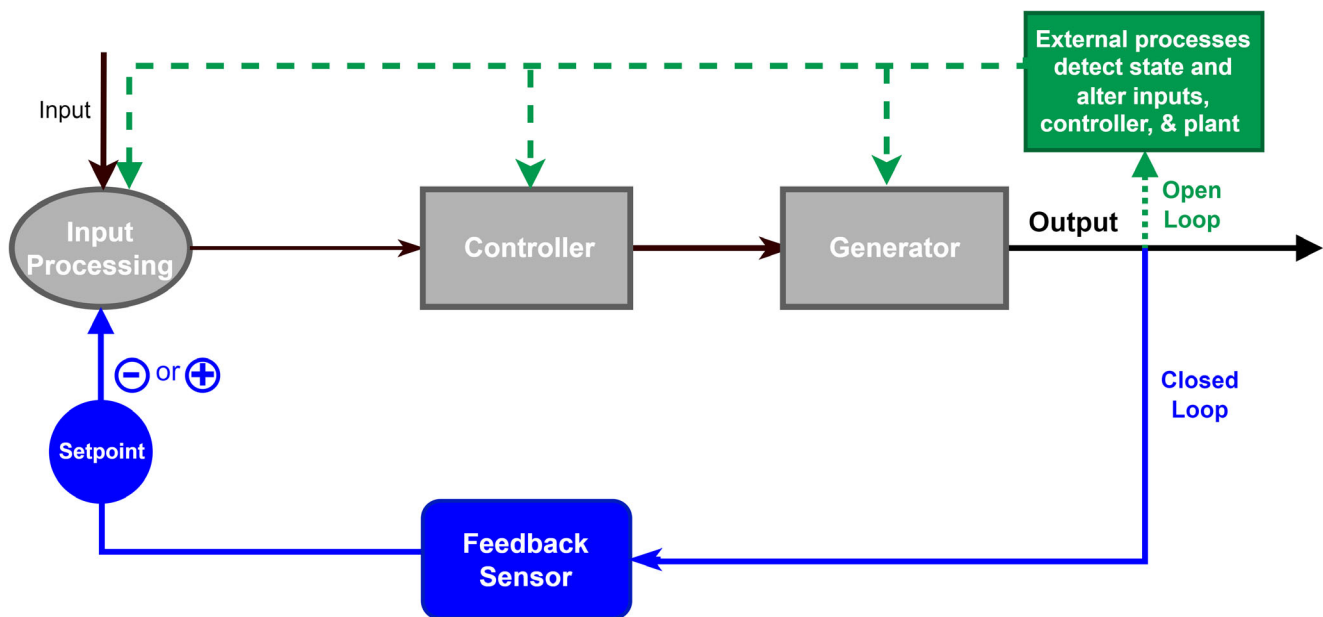 External processes
detect state and
alter inputs,
controller, & plant
Input
Open
Loop
Output
Input
Processing
Controller
Generator
⊖ or ⊕
Closed
Loop
Setpoint
Feedback
Sensor